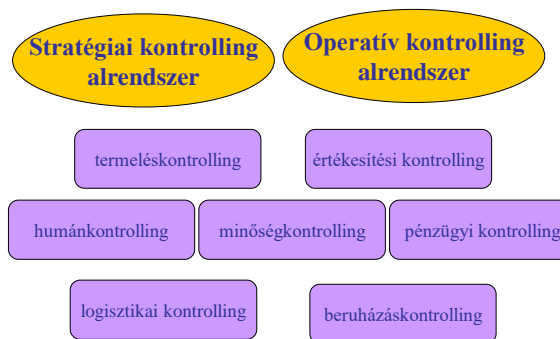 Stratégiai kontrolling
alrendszer
Operatív kontrolling
alrendszer
termeléskontrolling
értékesítési kontrolling
humánkontrolling
minőségkontrolling
pénzügyi kontrolling
logisztikai kontrolling
beruházáskontrolling